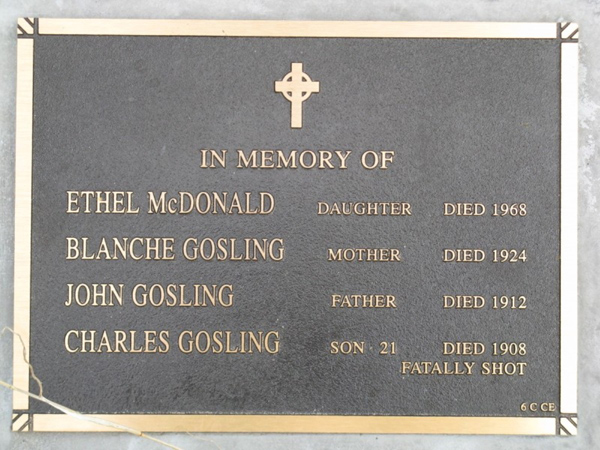 IN MEMORY OF
ETHEL McDONALD DAUGHTER DIED 1968
BLANCHE GOSLING MOTHER DIED 1924
JOHN GOSLING FATHER DIED 1912
CHARLES GOSLING SON 21 DIED 1908
FATALLY SHOT
6 C CE